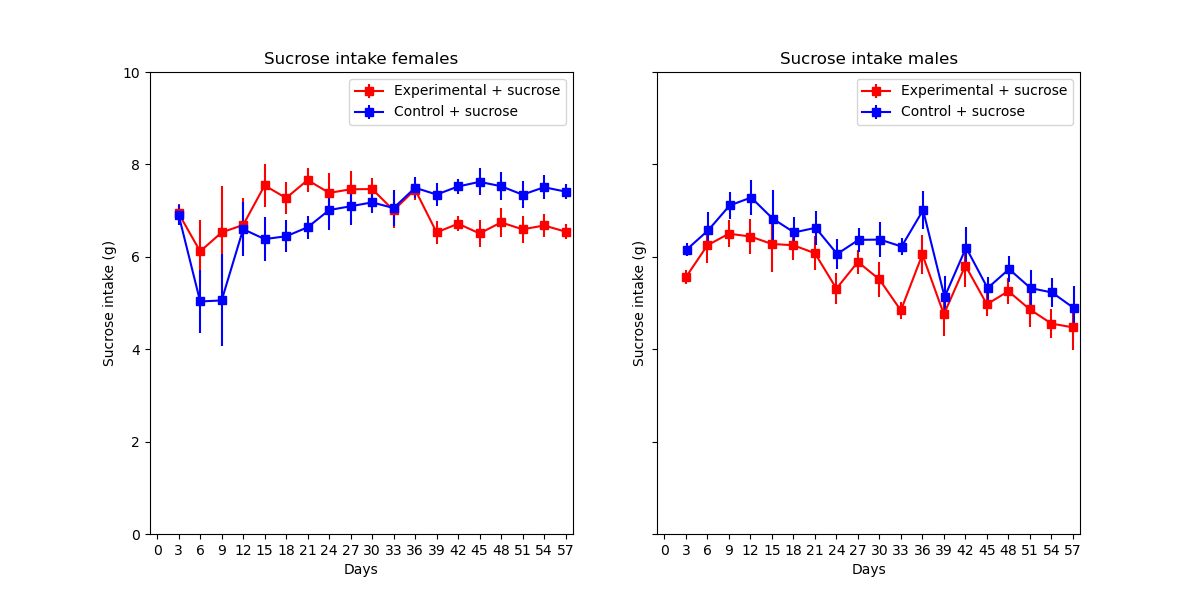 Sucrose intake females
Experimental + sucrose
Control + sucrose
Sucrose intake (g)
10
8
6
4
2
0
0 3 6 9 12 15 18 21 24 27 30 33 36 39 42 45 48 51 54 57
Days
Sucrose intake males
Experimental + sucrose
Control + sucrose
Sucrose intake (g)
0 3 6 9 12 15 18 21 24 27 30 33 36 39 42 45 48 51 54 57
Days